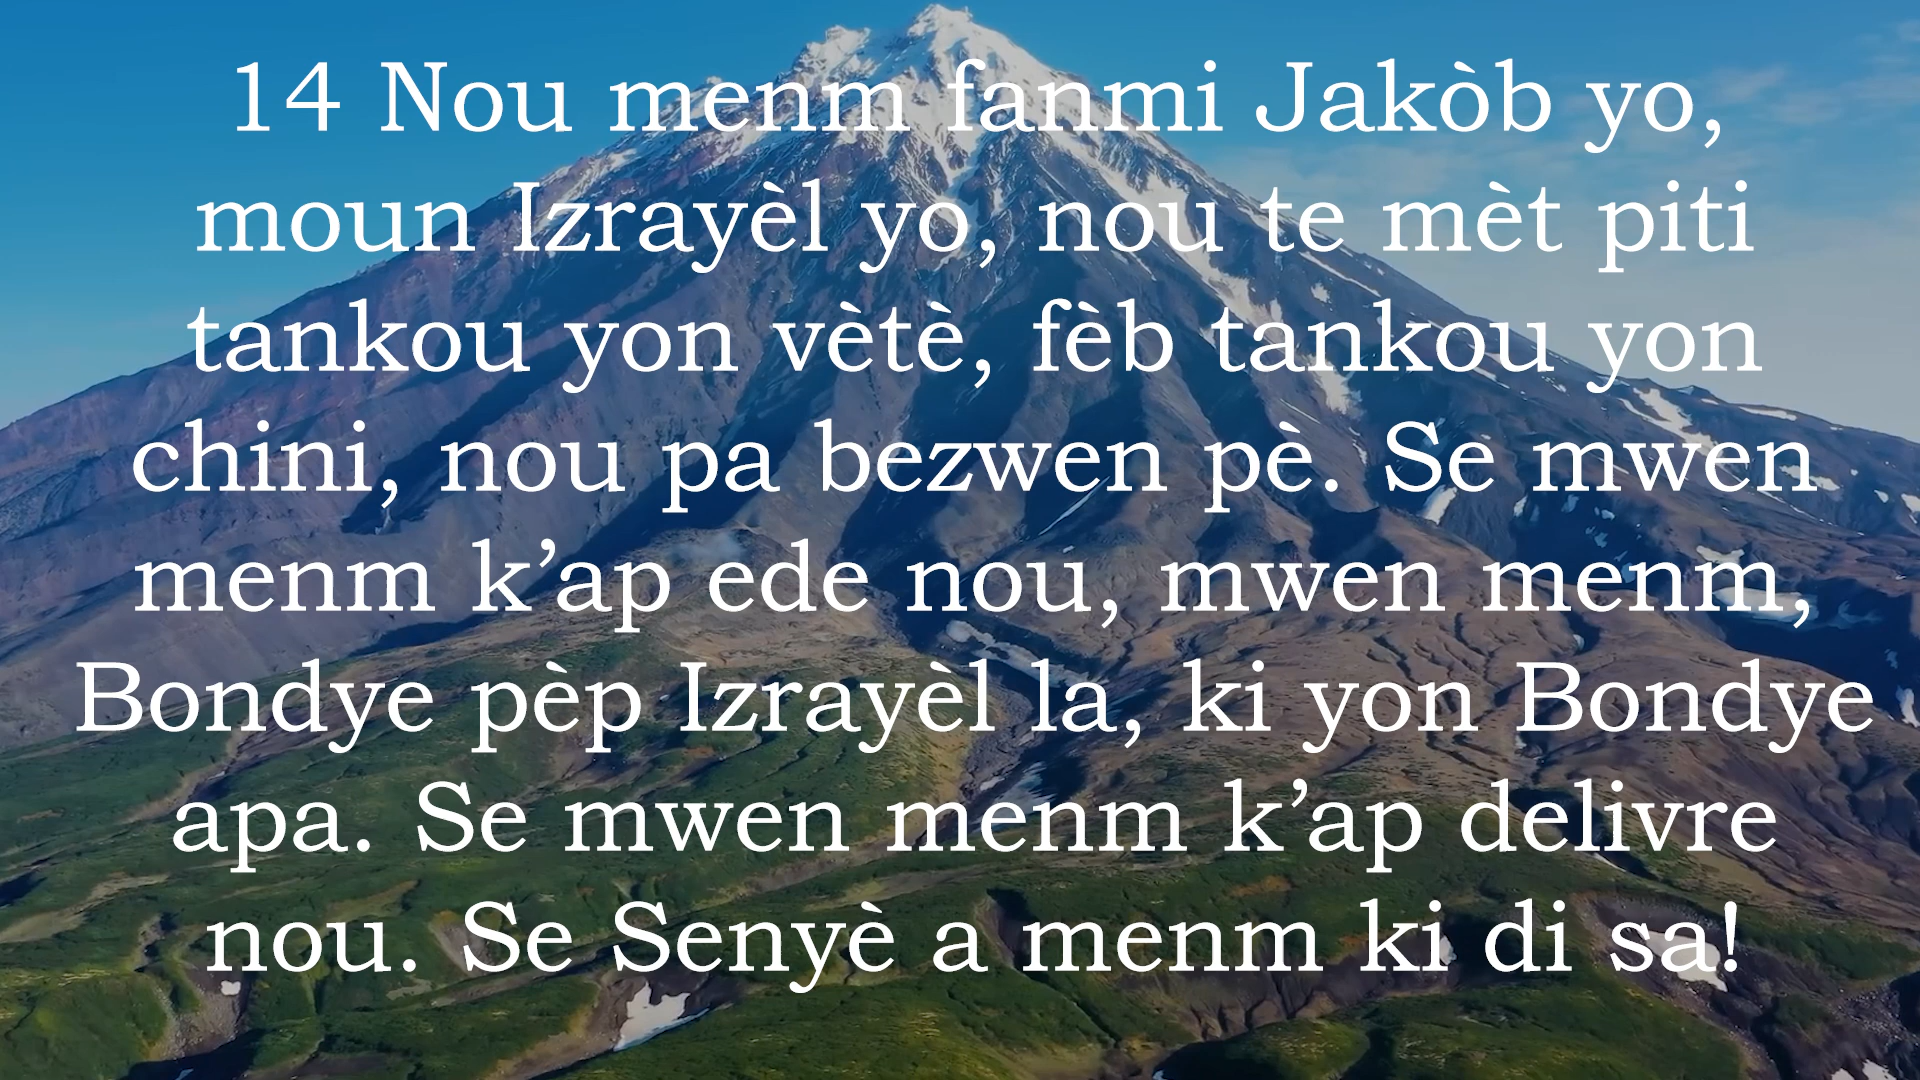 14 Nou menm fanmi Jakòb yo,
moun Izrayèl yo, nou te mèt piti
tankou yon vètè, fèb tankou yon
chini, nou pa bezwen pè. Se mwen
menm k’ap ede nou, mwen menm,
Bondye pèp Izrayèl la, ki yon Bondye
apa. Se mwen menm k’ap delivre
nou. Se Senyè a menm ki di sa!